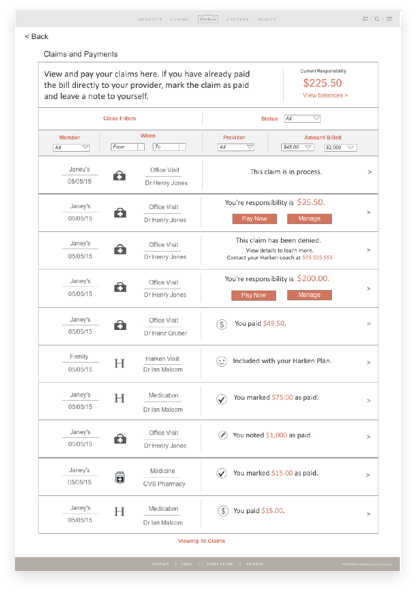 BENEFITS CLAIMS Harken CONTACT
< Back
Claims and Payments
View and pay your claims here. If you have already paid
the bill directly to your provider, mark the claim as paid
and leave a note to yourself.
Current Responsibility
$225.50
View balances >
Close Filters
Status All
Member
When
Provider
Amount Billed
All
From
To
All
$45.00
$2,000
Janey's
05/05/15
Office Visit
Dr Henry Jones
This claim is in process.
>
Janey's
05/05/15
Office Visit
Dr Henry Jones
You're responsibility is $25.50.
Pay Now
Manage
>
Janey's
05/05/15
Office Visit
Dr Henry Jones
This claim has been denied.
View details to learn more.
Contact your Harken coach at 555.555.555
>
Janey's
05/05/15
Office Visit
Dr Henry Jones
You're responsibility is $200.00.
Pay Now
Manage
>
Janey's
05/05/15
Office Visit
Dr Hanz Gruber
$
You paid $49.50.
>
Family
05/05/15
H
Harken Visit
Dr Ian Malcom
Included with your Harken Plan.
>
Janey's
05/05/15
H
Medication
Dr Ian Malcom
You marked $75.00 as paid.
>
Janey's
05/05/15
Office Visit
Dr Henry Jones
You noted $1,000 as paid.
>
Janey's
05/05/15
Medicine
CVS Pharmacy
You marked $15.00 as paid.
>
Janey's
05/05/15
H
Medication
Dr Ian Malcom
$
You paid $15.00.
>
Viewing 10 Claims